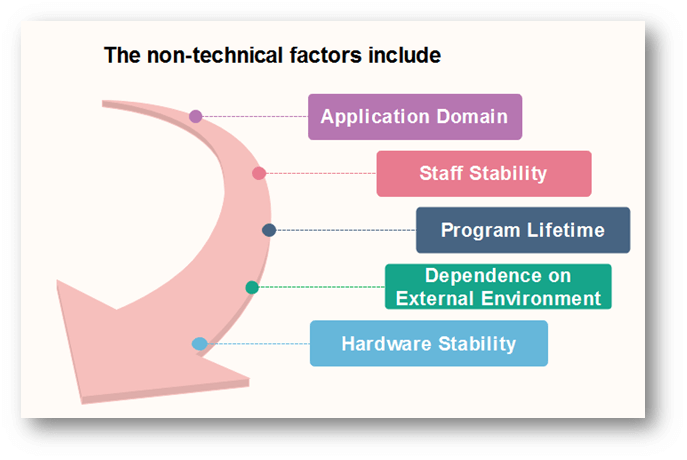 The non-technical factors include
Application Domain
Staff Stability
Program Lifetime
Dependence on
External Environment
Hardware Stability